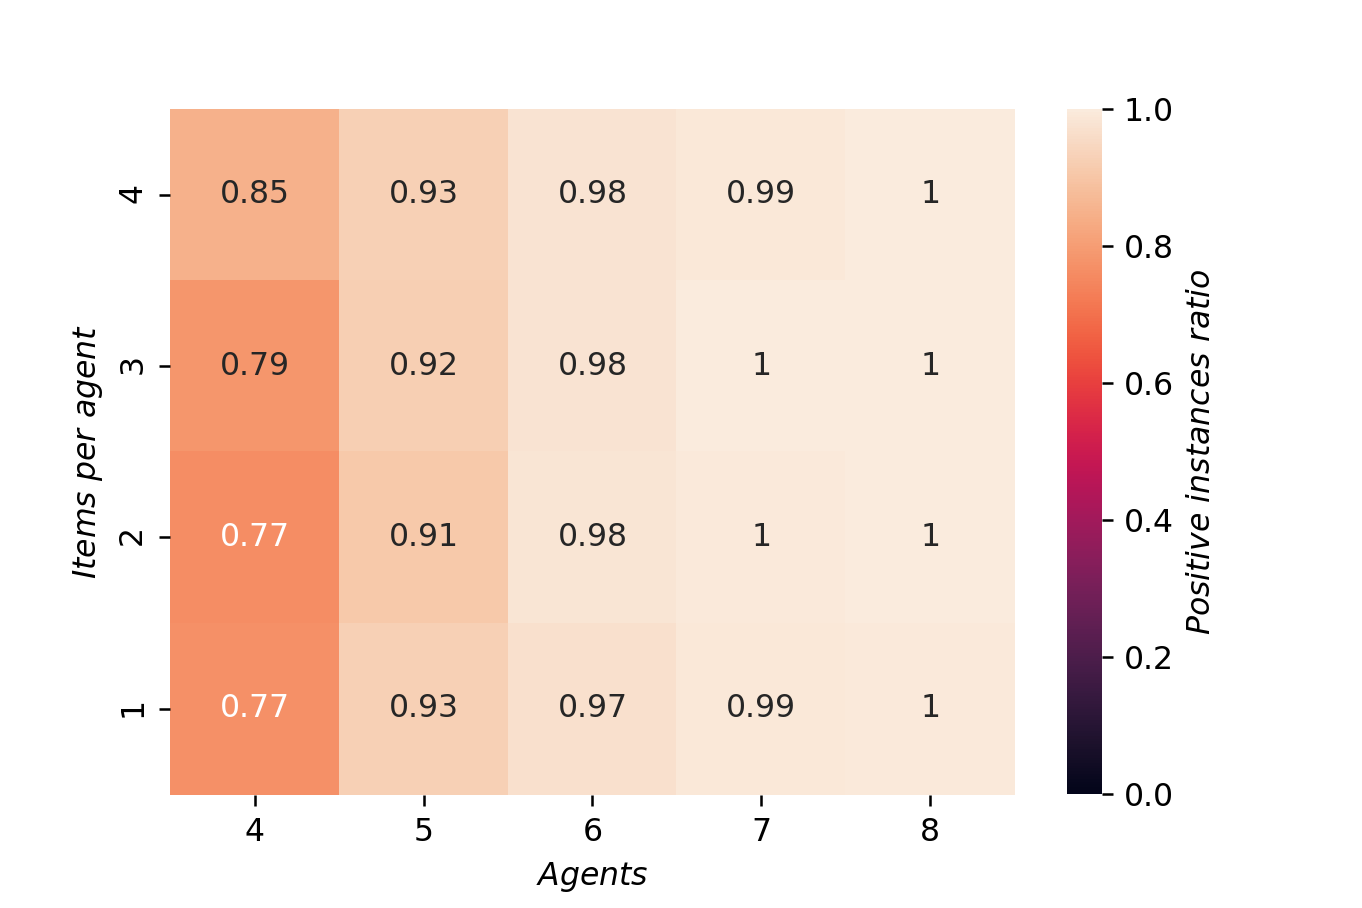 4 0.85 0.93 0.98 0.99 1
3 0.79 0.92 0.98 1 1
2 0.77 0.91 0.98 1 1
1 0.77 0.93 0.97 0.99 1
4 5 6 7 8
Agents
Items per agent
1.0
0.8
0.6
0.4
0.2
0.0
Positive instances ratio